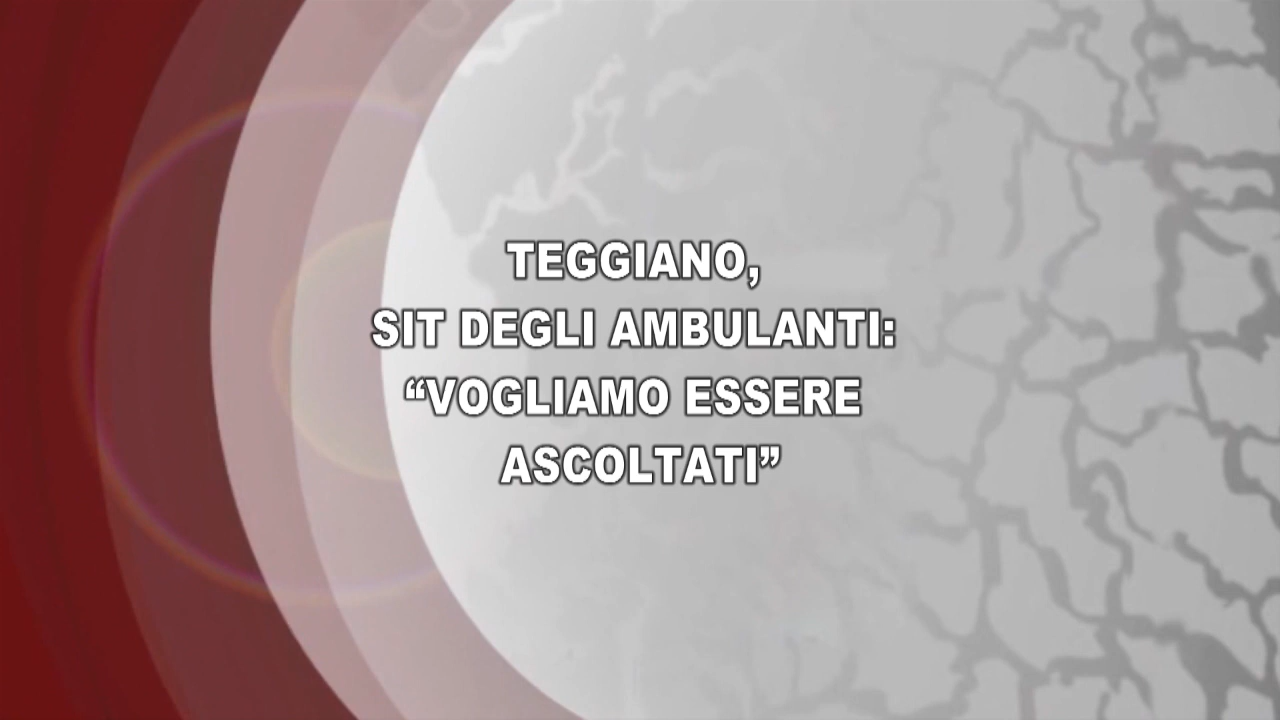 TEGGIANO,
SIT DEGLI AMBULANTI:
“VOGLIAMO ESSERE
ASCOLTATI”